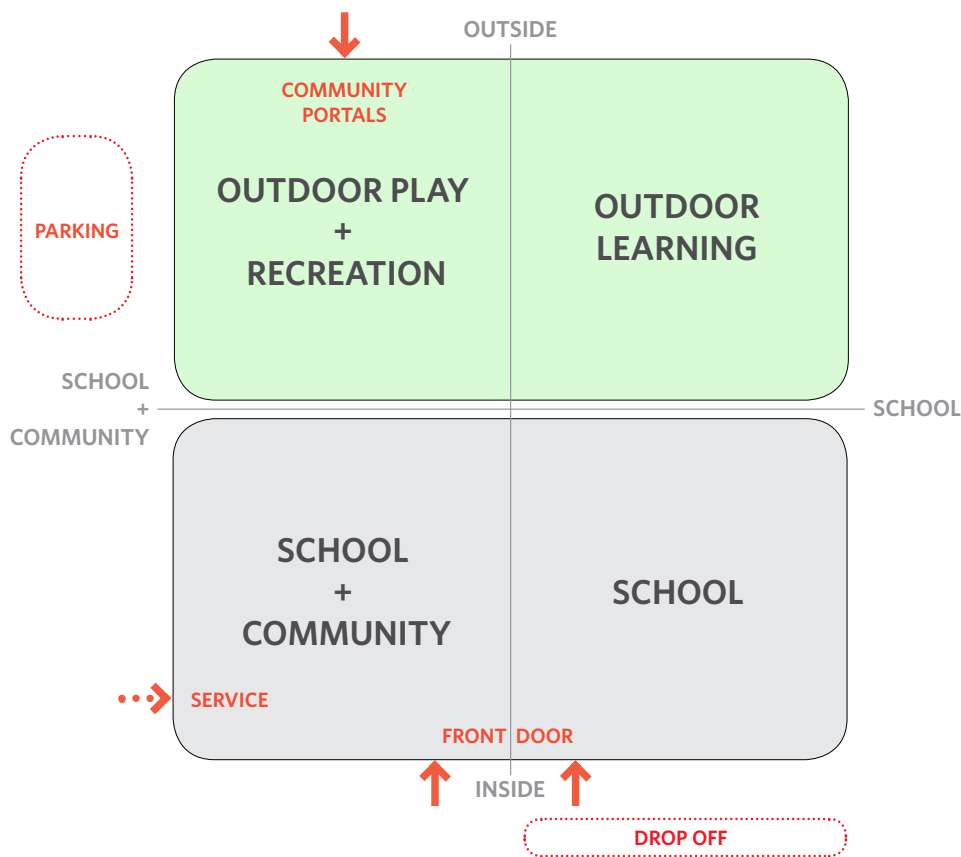 OUTSIDE
COMMUNITY
PORTALS
OUTDOOR PLAY
+
RECREATION
OUTDOOR
LEARNING
PARKING
SCHOOL
+
COMMUNITY
SCHOOL
SCHOOL
+
COMMUNITY
SCHOOL
SERVICE
FRONT DOOR
INSIDE
DROP OFF